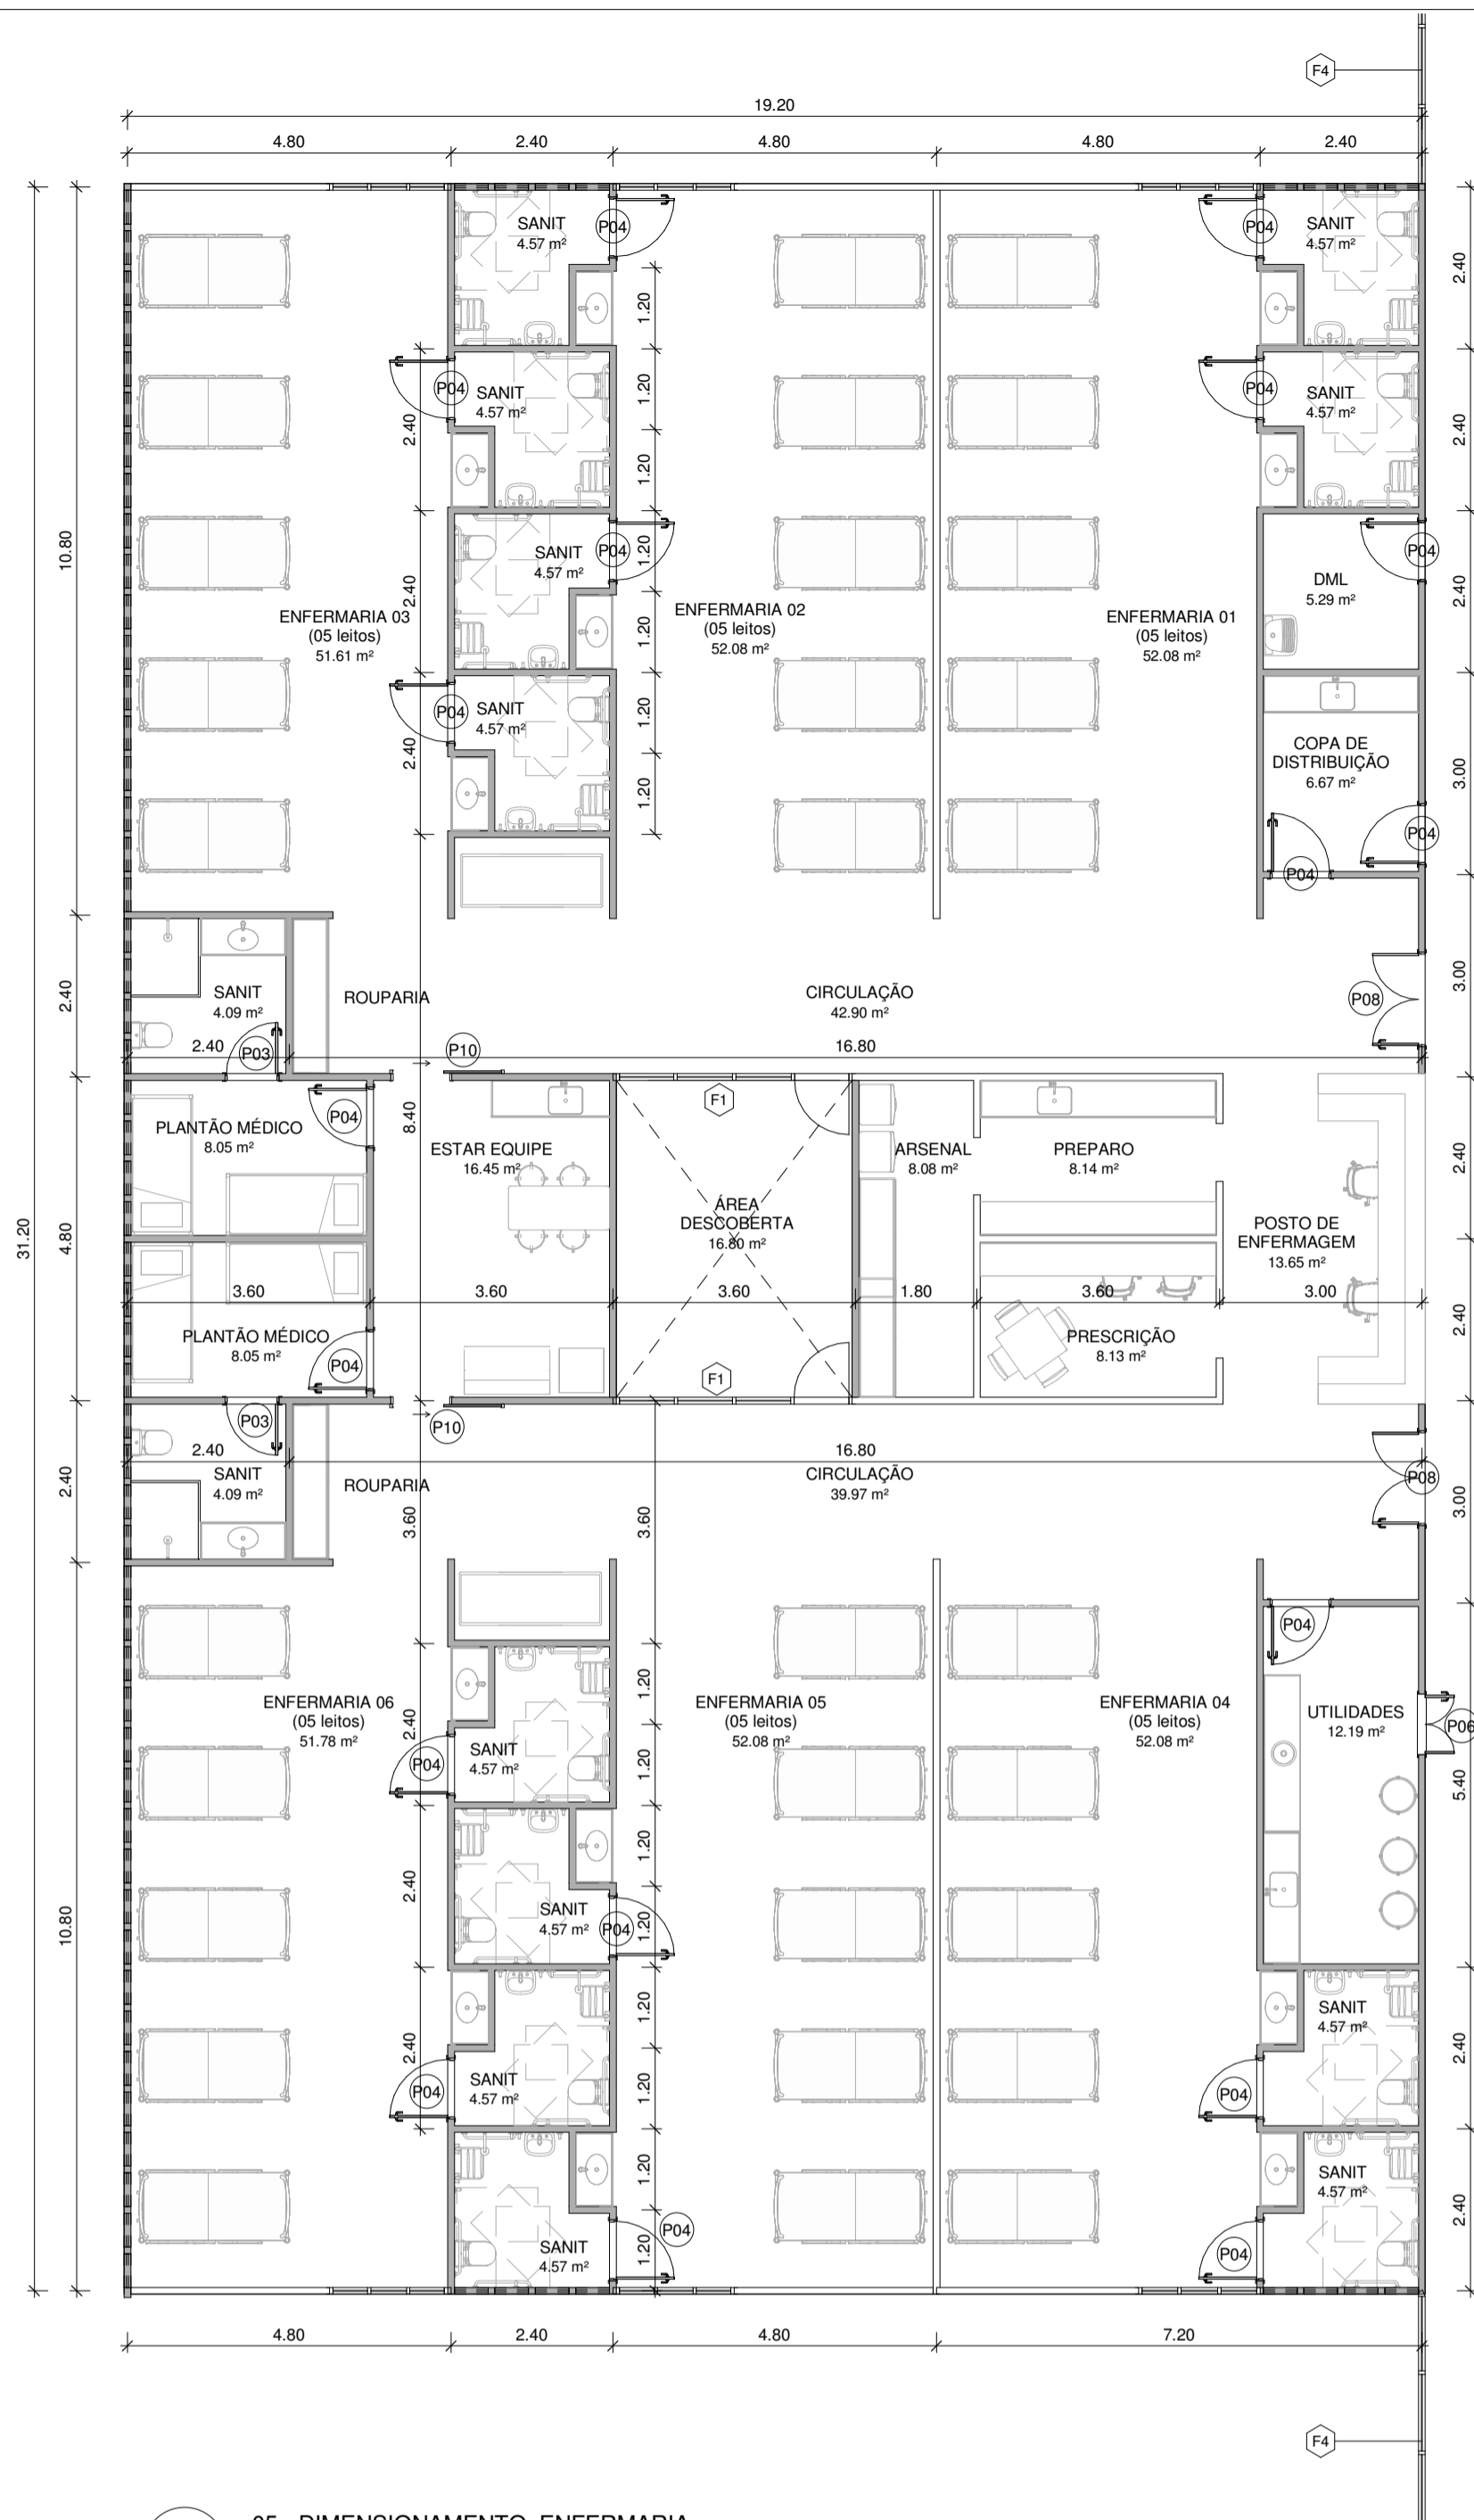 F4
19.20
4.80 2.40 4.80 4.80 2.40
SANIT
4.57 m²
P04
P04
SANIT
4.57 m²
2.40
1.20
P04
SANIT
4.57 m²
1.20
P04
SANIT
4.57 m²
2.40
2.40
1.20
10.80
P04
SANIT
4.57 m²
1.20
P04
DML
5.29 m²
2.40
2.40
ENFERMARIA 03
(05 leitos)
51.61 m²
ENFERMARIA 02
(05 leitos)
52.08 m²
1.20
ENFERMARIA 01
(05 leitos)
52.08 m²
P04
SANIT
4.57 m²
1.20
2.40
1.20
COPA DE
DISTRIBUIÇÃO
6.67 m²
3.00
P04
P04
2.40
SANIT
4.09 m²
ROUPARIA
CIRCULAÇÃO
42.90 m²
P08
3.00
2.40
P03
P10
16.80
PLANTÃO MÉDICO
8.05 m²
P04
8.40
F1
ESTAR EQUIPE
16.45 m²
ARSENAL
8.08 m²
PREPARO
8.14 m²
2.40
31.20
4.80
ÁREA
DESCOBERTA
16.80 m²
POSTO DE
ENFERMAGEM
13.65 m²
3.60 3.60 3.60 1.80 3.60 3.00
2.40
PLANTÃO MÉDICO
8.05 m²
P04
F1
PRESCRIÇÃO
8.13 m²
P03
P10
2.40
16.80
2.40
SANIT
4.09 m²
ROUPARIA
CIRCULAÇÃO
39.97 m²
P08
3.60
3.60
3.00
P04
1.20
ENFERMARIA 06
(05 leitos)
51.78 m²
2.40
ENFERMARIA 05
(05 leitos)
52.08 m²
ENFERMARIA 04
(05 leitos)
52.08 m²
UTILIDADES
12.19 m²
P06
P04
SANIT
4.57 m²
1.20
5.40
1.20
2.40
10.80
SANIT
4.57 m²
P04
1.20
1.20
SANIT
4.57 m²
2.40
2.40
P04
SANIT
4.57 m²
1.20
P04
1.20
SANIT
4.57 m²
2.40
P04
SANIT
4.57 m²
1.20
P04
4.80 2.40 4.80 7.20
F4
05 - DIMENSIONAMENTO ENFERMARIA